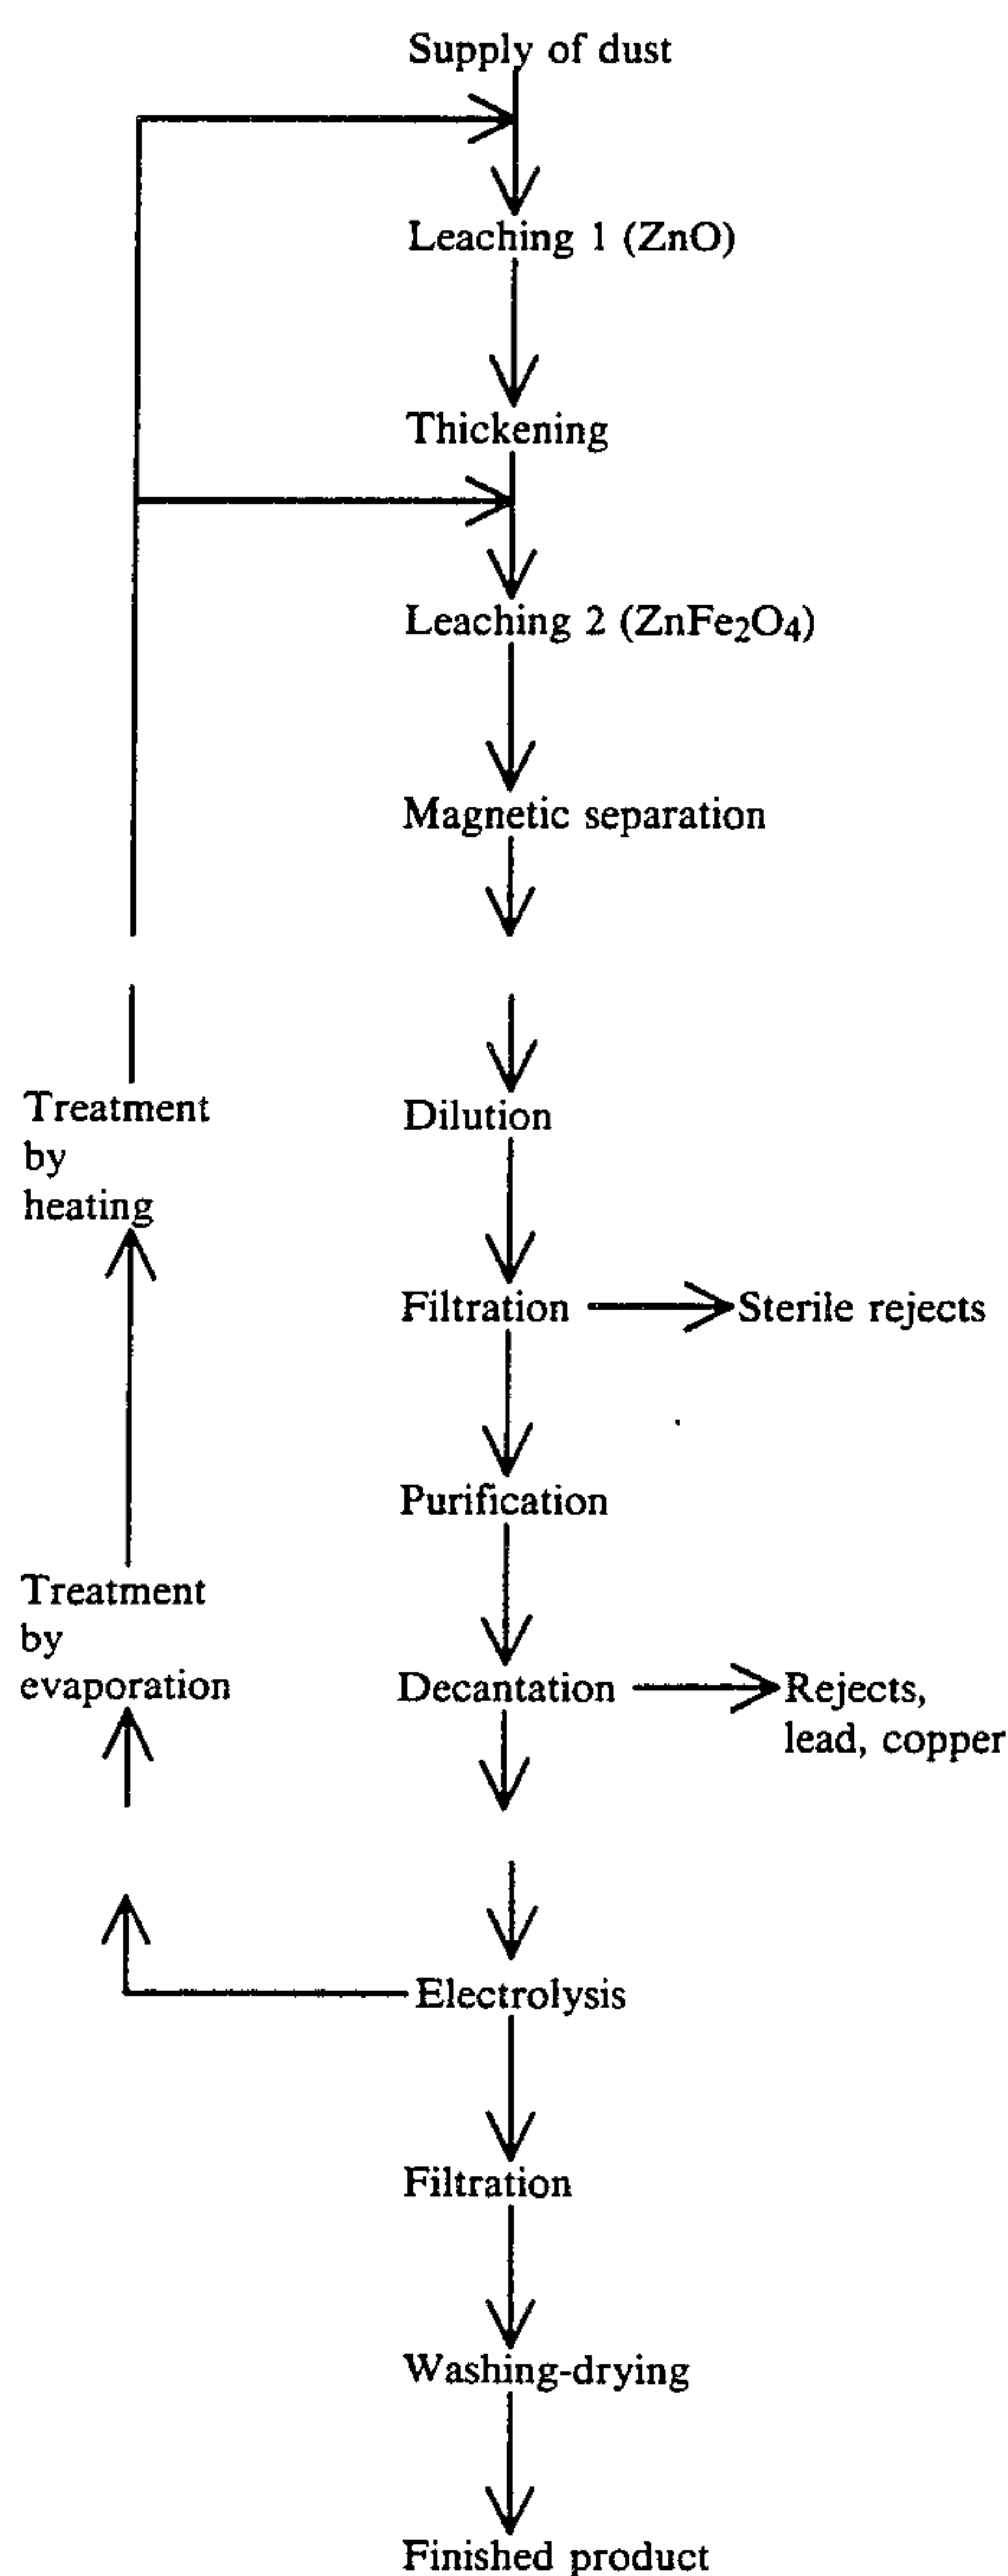 Supply of dust
Leaching 1 (ZnO)
Thickening
Leaching 2 (ZnFe₂O₄)
Magnetic separation
Treatment
by
heating
Dilution
Filtration
Sterile rejects
Purification
Treatment
by
evaporation
Decantation
Rejects,
lead, copper
Electrolysis
Filtration
Washing-drying
Finished product